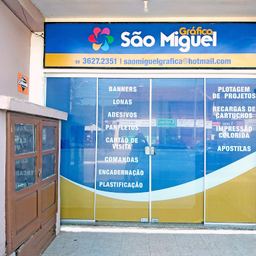 Gráfica
São Miguel
3627.2351 | saomiguelgrafica@hotmail.com
BANNERS
LONAS
ADESIVOS
PANFLETOS
CARTÃO DE
VISITA
COMANDAS
ENCADERNAÇÃO
PLASTIFICAÇÃO
PLOTAGEM
DE PROJETOS
RECARGAS DE
CARTUCHOS
IMPRESSÃO
COLORIDA
APOSTILAS